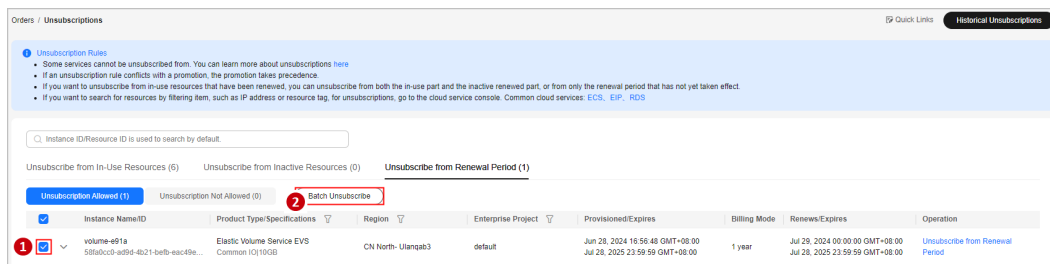 Orders / Unsubscriptions
Quick Links
Historical Unsubscriptions
Unsubscription Rules
Some services cannot be unsubscribed from. You can learn more about unsubscriptions here
If an unsubscription rule conflicts with a promotion, the promotion takes precedence.
If you want to unsubscribe from in-use resources that have been renewed, you can unsubscribe from both the in-use part and the inactive renewed part, or from only the renewal period that has not yet taken effect.
If you want to search for resources by filtering item, such as IP address or resource tag, for unsubscriptions, go to the cloud service console. Common cloud services: ECS、EIP、RDS
Instance ID/Resource ID is used to search by default.
Unsubscribe from In-Use Resources (6) Unsubscribe from Inactive Resources (0) Unsubscribe from Renewal Period (1)
Unsubscription Allowed (1) Unsubscription Not Allowed (0) 2 Batch Unsubscribe
Instance Name/ID Product Type/Specifications Region Enterprise Project Provisioned/Expires Billing Mode Renews/Expires Operation
1 volume-e91a Elastic Volume Service EVS CN North- Ulanqab3 default Jun 28, 2024 16:56:48 GMT+08:00 1 year Jul 29, 2024 00:00:00 GMT+08:00 Unsubscribe from Renewal
58fa0cc0-ad9d-4b21-befb-eac49e... Common IO|10GB Jul 28, 2025 23:59:59 GMT+08:00 Jul 28, 2025 23:59:59 GMT+08:00 Period